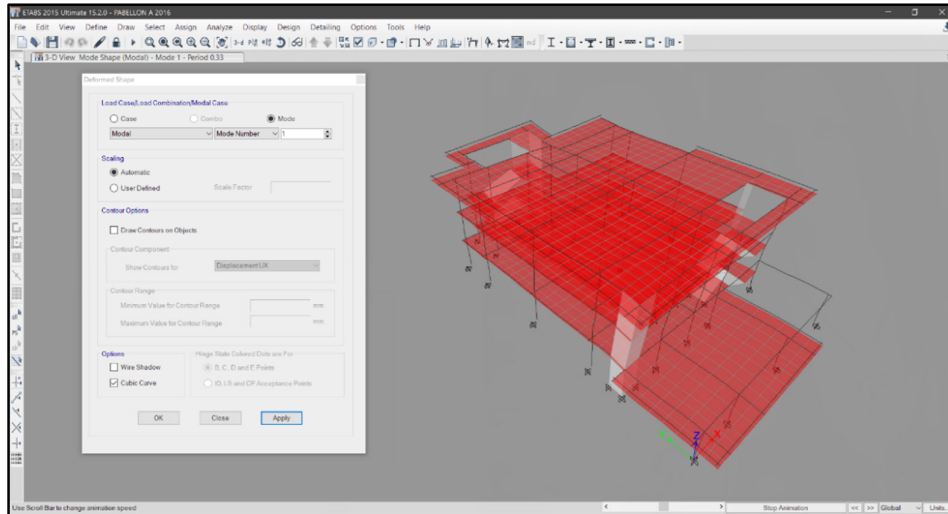 ETABS 2015 Ultimate 15.2.0 - PABELLON A 2016
File Edit View Define Draw Select Assign Analyze Display Design Detailing Options Tools Help
3-D View Mode Shape (Modal) - Mode 1 - Period 0.33
Deformed Shape
Load Case/Load Combination/Modal Case
Case Combo Mode
Modal Mode Number 1
Scaling
Automatic
User Defined Scale Factor
Contour Options
Draw Contours on Objects
Contour Component
Show Contours for Displacement UX
Contour Range
Minimum Value for Contour Range mm
Maximum Value for Contour Range mm
Options Hinge State Colored Dots are For
Wire Shadow B, C, D and E Points
Cubic Curve IO, LS and CP Acceptance Points
OK Close Apply
Z
X
Use Scroll Bar to change animation speed Stop Animation << >> Global Units